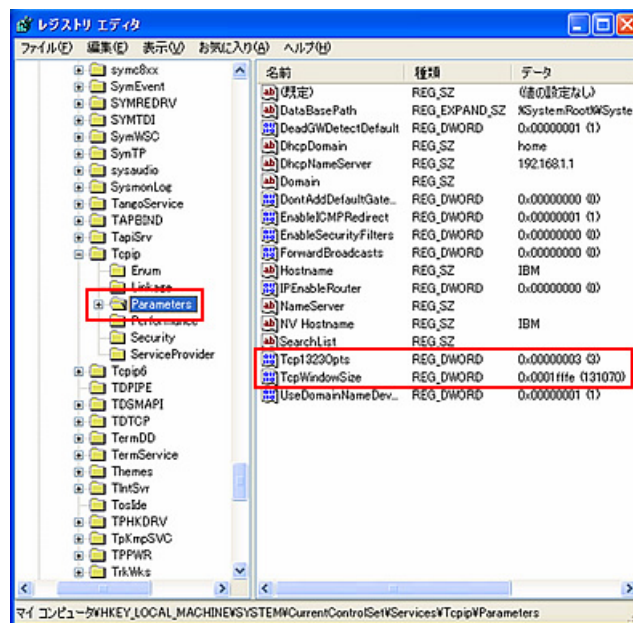 レジストリ エディタ
ファイル(F) 編集(E) 表示(V) お気に入り(A) ヘルプ(H)
symc8xx
SymEvent
SYMREDRV
SYMTDI
SymWSC
SynTP
sysaudio
SysmonLog
TangoService
TAPBIND
TapiSrv
Tcpip
Enum
Linkage
Parameters
Performance
Security
ServiceProvider
Tcpip6
TDPIPE
TDSMAPI
TDTCP
TermDD
TermService
Themes
TlntSvr
TosIde
TPHKDRV
TpKmpSVC
TPPWR
TrkWks
名前 種類 データ
(既定) REG_SZ (値の設定なし)
DataBasePath REG_EXPAND_SZ %SystemRoot%¥Syste
DeadGWDetectDefault REG_DWORD 0x00000001 (1)
DhcpDomain REG_SZ home
DhcpNameServer REG_SZ 192.168.1.1
Domain REG_SZ
DontAddDefaultGate... REG_DWORD 0x00000000 (0)
EnableICMPRedirect REG_DWORD 0x00000001 (1)
EnableSecurityFilters REG_DWORD 0x00000000 (0)
ForwardBroadcasts REG_DWORD 0x00000000 (0)
Hostname REG_SZ IBM
IPEnableRouter REG_DWORD 0x00000000 (0)
NameServer REG_SZ
NV Hostname REG_SZ IBM
SearchList REG_SZ
Tcp1323Opts REG_DWORD 0x00000003 (3)
TcpWindowSize REG_DWORD 0x0001fffe (131070)
UseDomainNameDev... REG_DWORD 0x00000001 (1)
マイ コンピュータ¥HKEY_LOCAL_MACHINE¥SYSTEM¥CurrentControlSet¥Services¥Tcpip¥Parameters